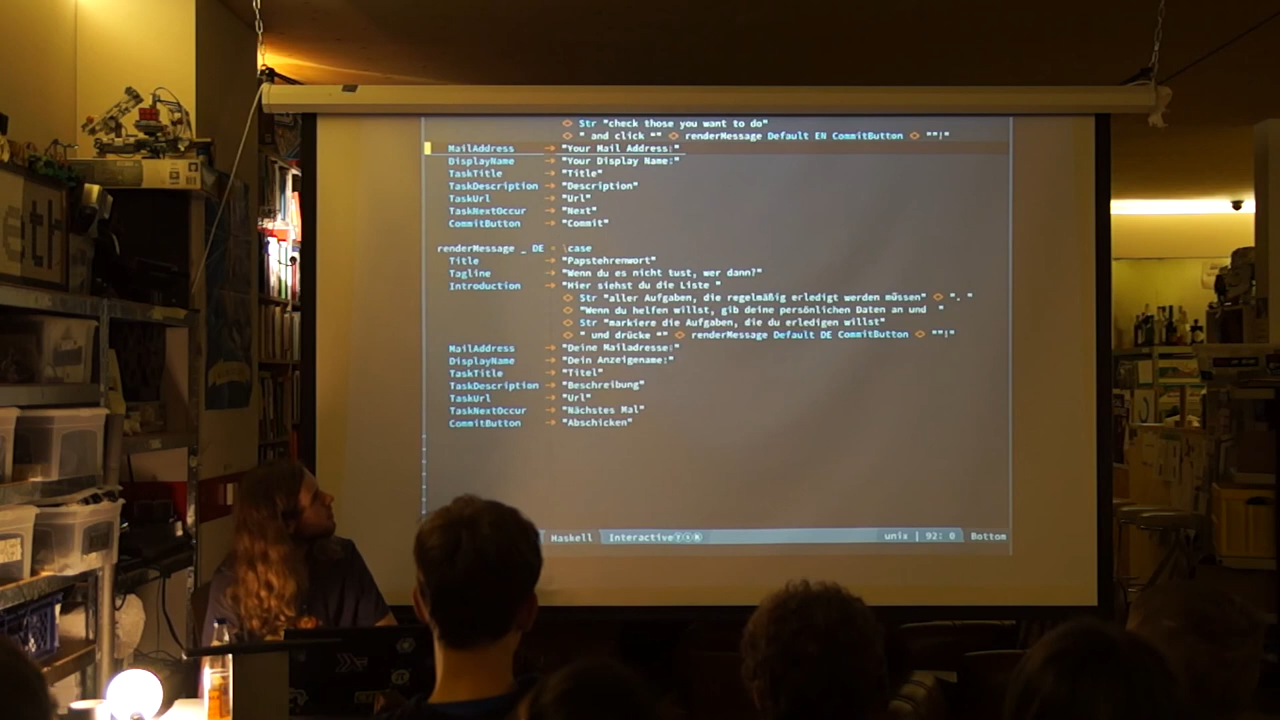 ◇ Str "check those you want to do"
◇ " and click “" ◇ renderMessage Default EN CommitButton ◇ "”!"
MailAddress → "Your Mail Address:"
DisplayName → "Your Display Name:"
TaskTitle → "Title"
TaskDescription → "Description"
TaskUrl → "Url"
TaskNextOccur → "Next"
CommitButton → "Commit"
renderMessage _ DE = \case
Title → "Papstehrenwort"
Tagline → "Wenn du es nicht tust, wer dann?"
Introduction → "Hier siehst du die Liste "
◇ Str "aller Aufgaben, die regelmäßig erledigt werden müssen" ◇ ". "
◇ "Wenn du helfen willst, gib deine persönlichen Daten an und "
◇ Str "markiere die Aufgaben, die du erledigen willst"
◇ " und drücke “" ◇ renderMessage Default DE CommitButton ◇ "”!"
MailAddress → "Deine Mailadresse:"
DisplayName → "Dein Anzeigename:"
TaskTitle → "Titel"
TaskDescription → "Beschreibung"
TaskUrl → "Url"
TaskNextOccur → "Nächstes Mal"
CommitButton → "Abschicken"
Haskell Interactive unix | 92: 0 Bottom
eth